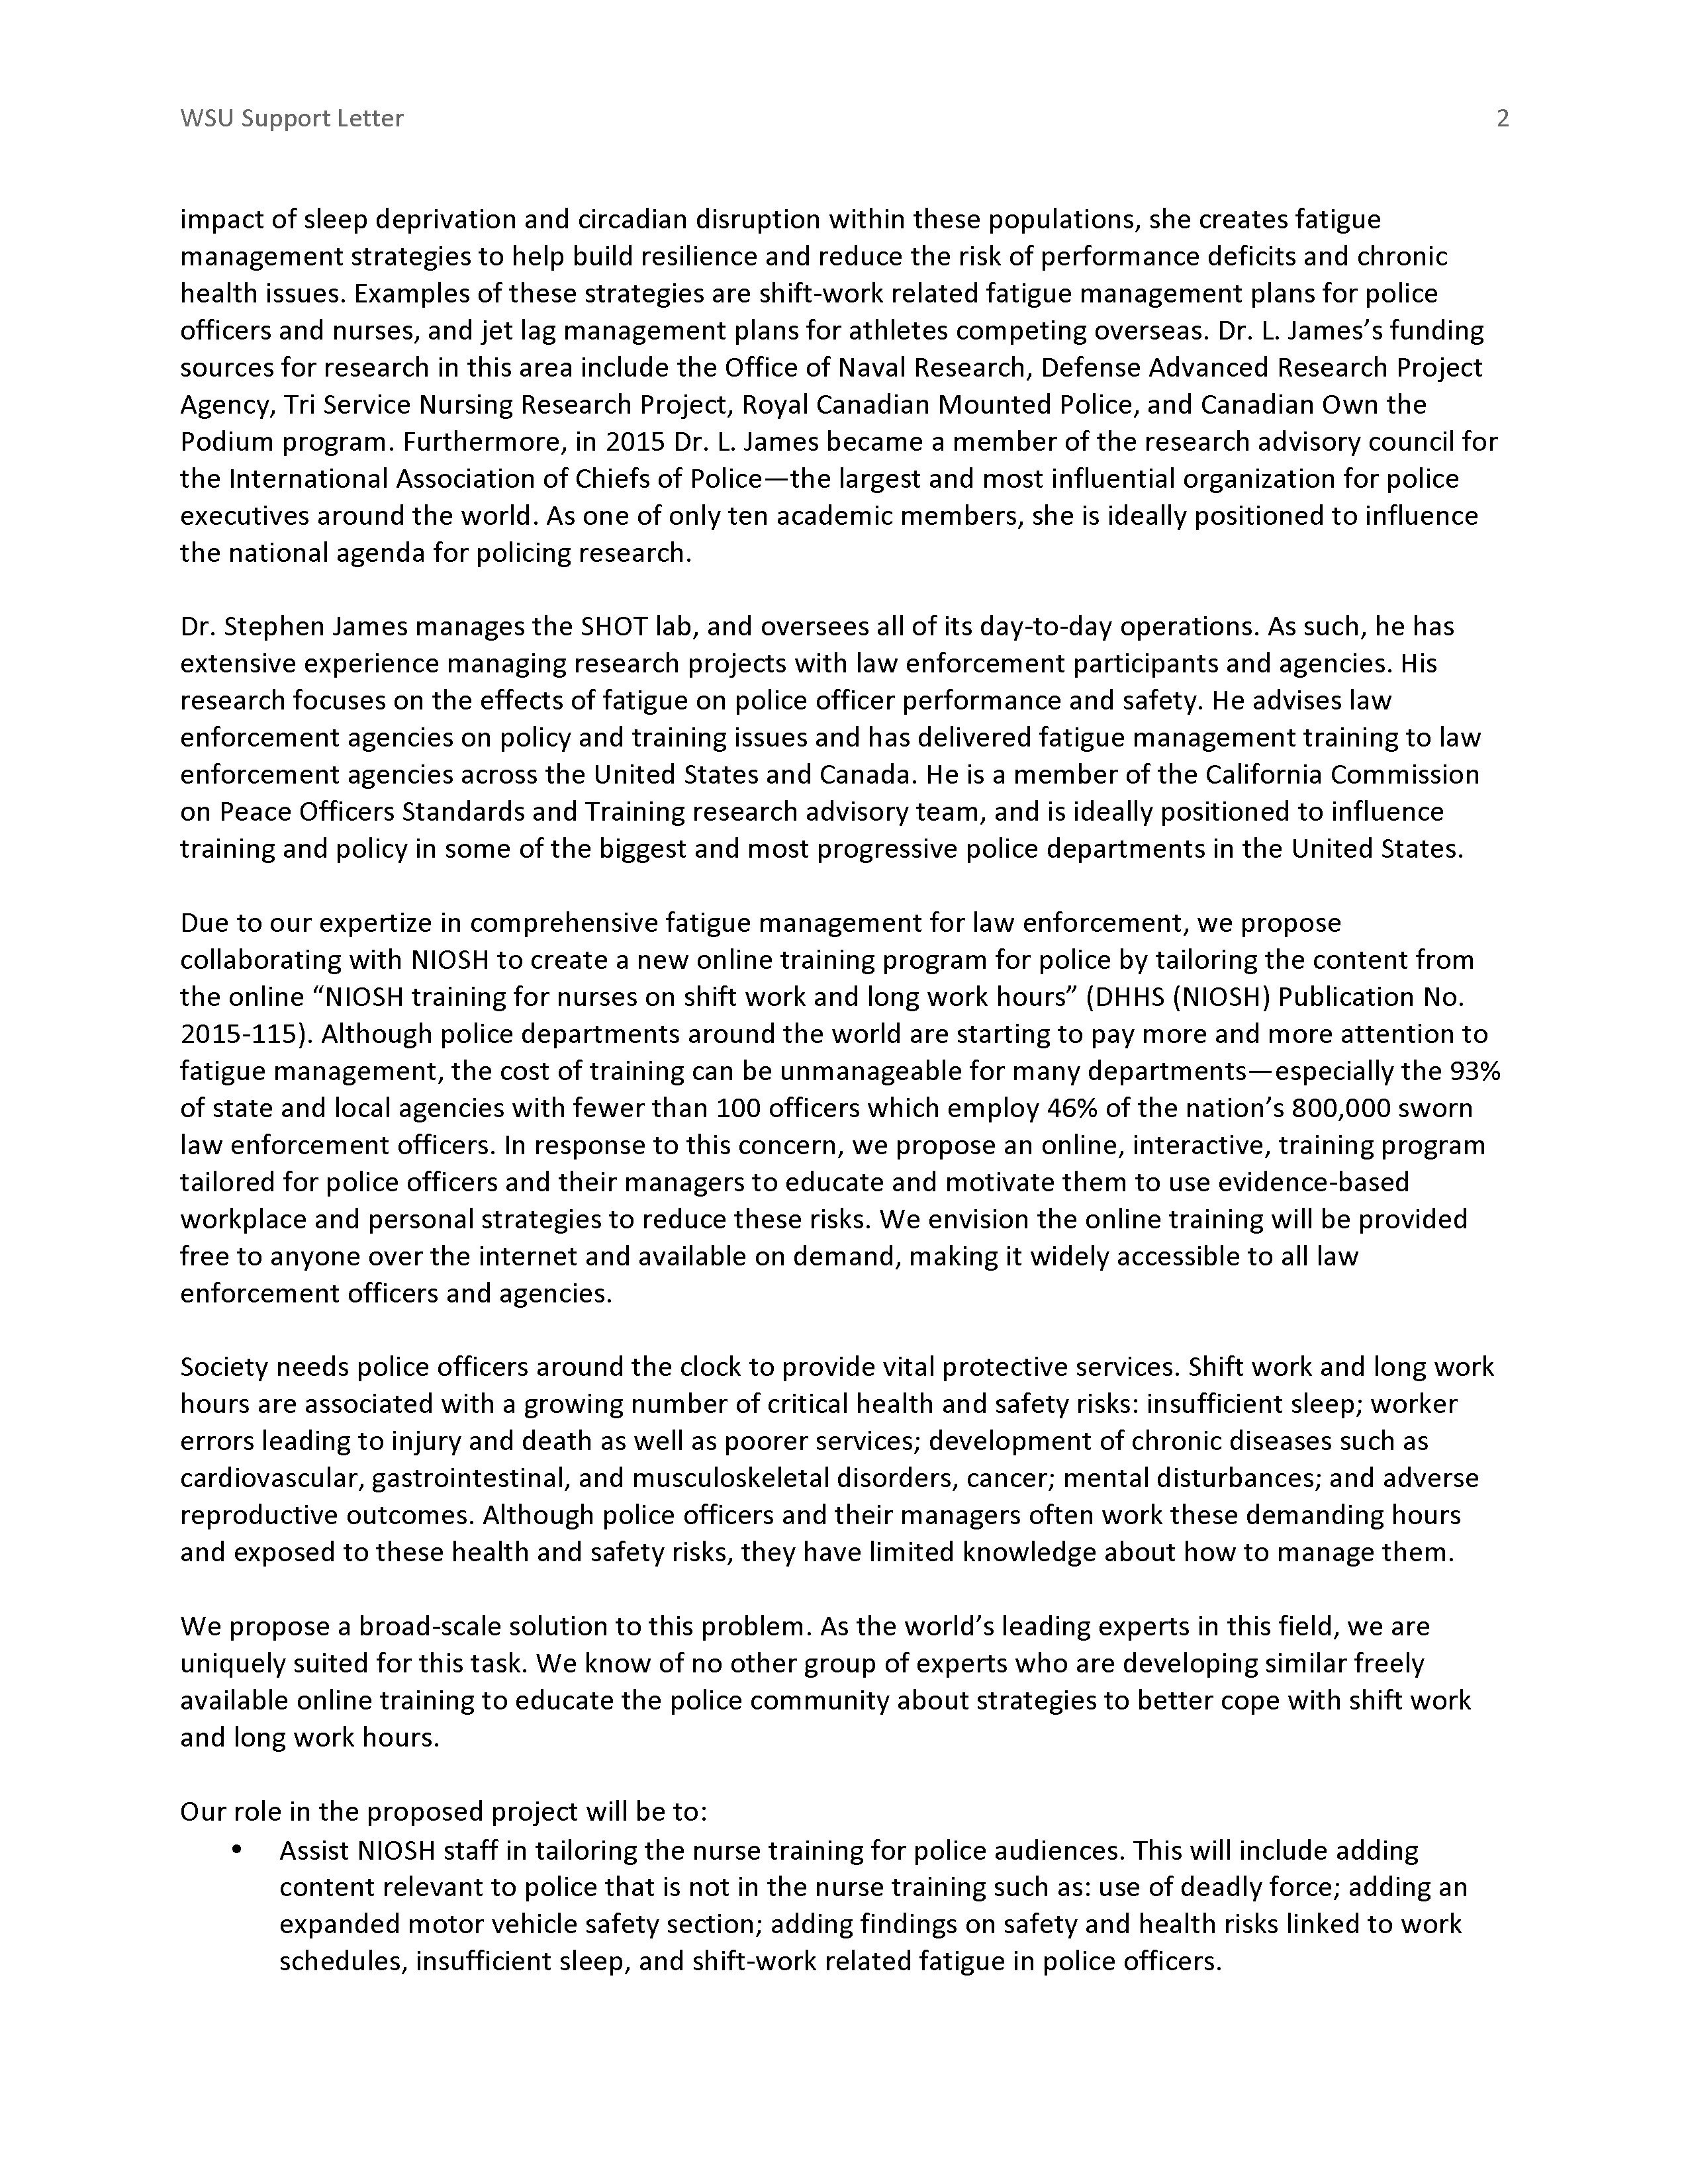 WSU Support Letter 2
impact of sleep deprivation and circadian disruption within these populations, she creates fatigue
management strategies to help build resilience and reduce the risk of performance deficits and chronic
health issues. Examples of these strategies are shift-work related fatigue management plans for police
officers and nurses, and jet lag management plans for athletes competing overseas. Dr. L. James’s funding
sources for research in this area include the Office of Naval Research, Defense Advanced Research Project
Agency, Tri Service Nursing Research Project, Royal Canadian Mounted Police, and Canadian Own the
Podium program. Furthermore, in 2015 Dr. L. James became a member of the research advisory council for
the International Association of Chiefs of Police—the largest and most influential organization for police
executives around the world. As one of only ten academic members, she is ideally positioned to influence
the national agenda for policing research.
Dr. Stephen James manages the SHOT lab, and oversees all of its day-to-day operations. As such, he has
extensive experience managing research projects with law enforcement participants and agencies. His
research focuses on the effects of fatigue on police officer performance and safety. He advises law
enforcement agencies on policy and training issues and has delivered fatigue management training to law
enforcement agencies across the United States and Canada. He is a member of the California Commission
on Peace Officers Standards and Training research advisory team, and is ideally positioned to influence
training and policy in some of the biggest and most progressive police departments in the United States.
Due to our expertize in comprehensive fatigue management for law enforcement, we propose
collaborating with NIOSH to create a new online training program for police by tailoring the content from
the online “NIOSH training for nurses on shift work and long work hours” (DHHS (NIOSH) Publication No.
2015-115). Although police departments around the world are starting to pay more and more attention to
fatigue management, the cost of training can be unmanageable for many departments—especially the 93%
of state and local agencies with fewer than 100 officers which employ 46% of the nation’s 800,000 sworn
law enforcement officers. In response to this concern, we propose an online, interactive, training program
tailored for police officers and their managers to educate and motivate them to use evidence-based
workplace and personal strategies to reduce these risks. We envision the online training will be provided
free to anyone over the internet and available on demand, making it widely accessible to all law
enforcement officers and agencies.
Society needs police officers around the clock to provide vital protective services. Shift work and long work
hours are associated with a growing number of critical health and safety risks: insufficient sleep; worker
errors leading to injury and death as well as poorer services; development of chronic diseases such as
cardiovascular, gastrointestinal, and musculoskeletal disorders, cancer; mental disturbances; and adverse
reproductive outcomes. Although police officers and their managers often work these demanding hours
and exposed to these health and safety risks, they have limited knowledge about how to manage them.
We propose a broad-scale solution to this problem. As the world’s leading experts in this field, we are
uniquely suited for this task. We know of no other group of experts who are developing similar freely
available online training to educate the police community about strategies to better cope with shift work
and long work hours.
Our role in the proposed project will be to:
• Assist NIOSH staff in tailoring the nurse training for police audiences. This will include adding
content relevant to police that is not in the nurse training such as: use of deadly force; adding an
expanded motor vehicle safety section; adding findings on safety and health risks linked to work
schedules, insufficient sleep, and shift-work related fatigue in police officers.